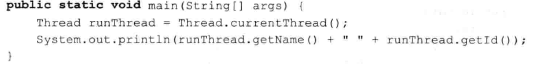 public static void main(String[] args) {
Thread runThread = Thread.currentThread();
System.out.println(runThread.getName() + " " + runThread.getId());
}